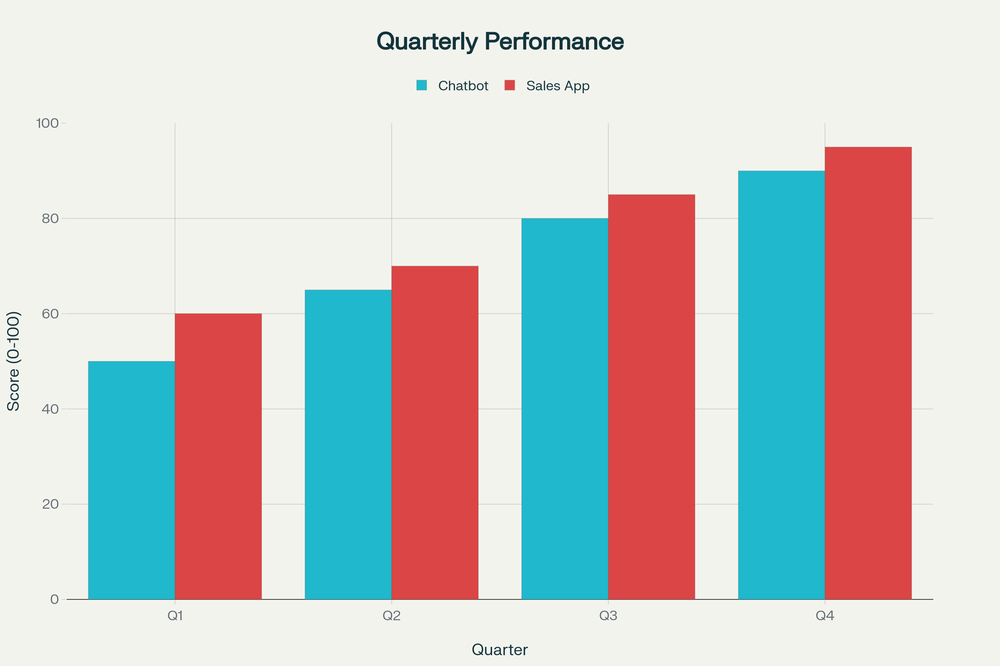 Quarterly Performance
Chatbot Sales App
100
80
60
40
20
0
Score (0-100)
Q1 Q2 Q3 Q4
Quarter